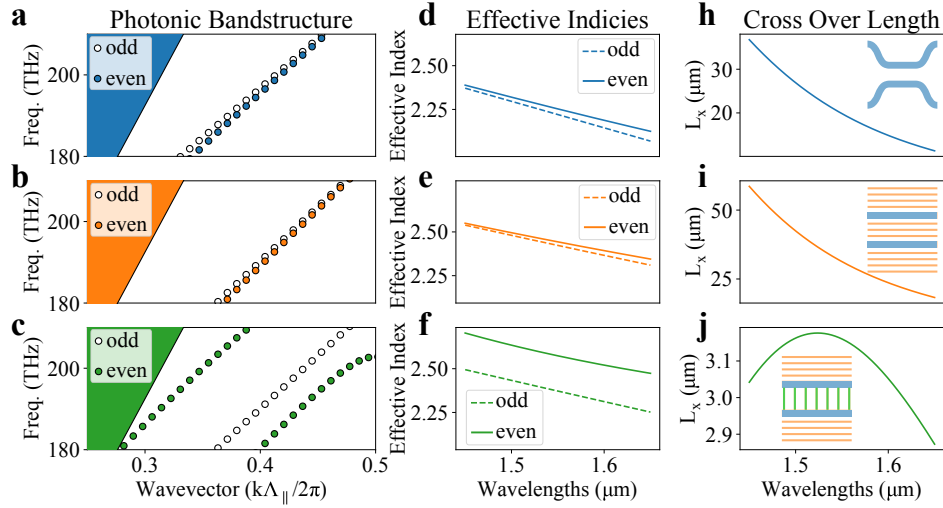 Photonic Bandstructure
Effective Indicies
Cross Over Length
a
Freq. (THz)
200
180
odd
even
d
Effective Index
2.50
2.25
odd
even
h
L_x (μm)
30
20
b
Freq. (THz)
200
180
odd
even
e
Effective Index
2.50
2.25
odd
even
i
L_x (μm)
50
25
c
Freq. (THz)
200
180
odd
even
0.3
0.4
0.5
Wavevector (kΛ_∥/2π)
f
Effective Index
2.50
2.25
odd
even
1.5
1.6
Wavelengths (μm)
j
L_x (μm)
3.1
3.0
2.9
1.5
1.6
Wavelengths (μm)